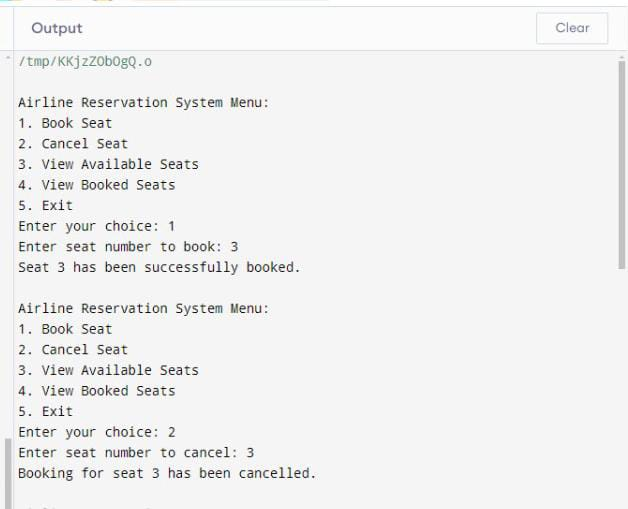 Output
Clear
/tmp/KKjzZObOgQ.o
Airline Reservation System Menu:
1. Book Seat
2. Cancel Seat
3. View Available Seats
4. View Booked Seats
5. Exit
Enter your choice: 1
Enter seat number to book: 3
Seat 3 has been successfully booked.
Airline Reservation System Menu:
1. Book Seat
2. Cancel Seat
3. View Available Seats
4. View Booked Seats
5. Exit
Enter your choice: 2
Enter seat number to cancel: 3
Booking for seat 3 has been cancelled.